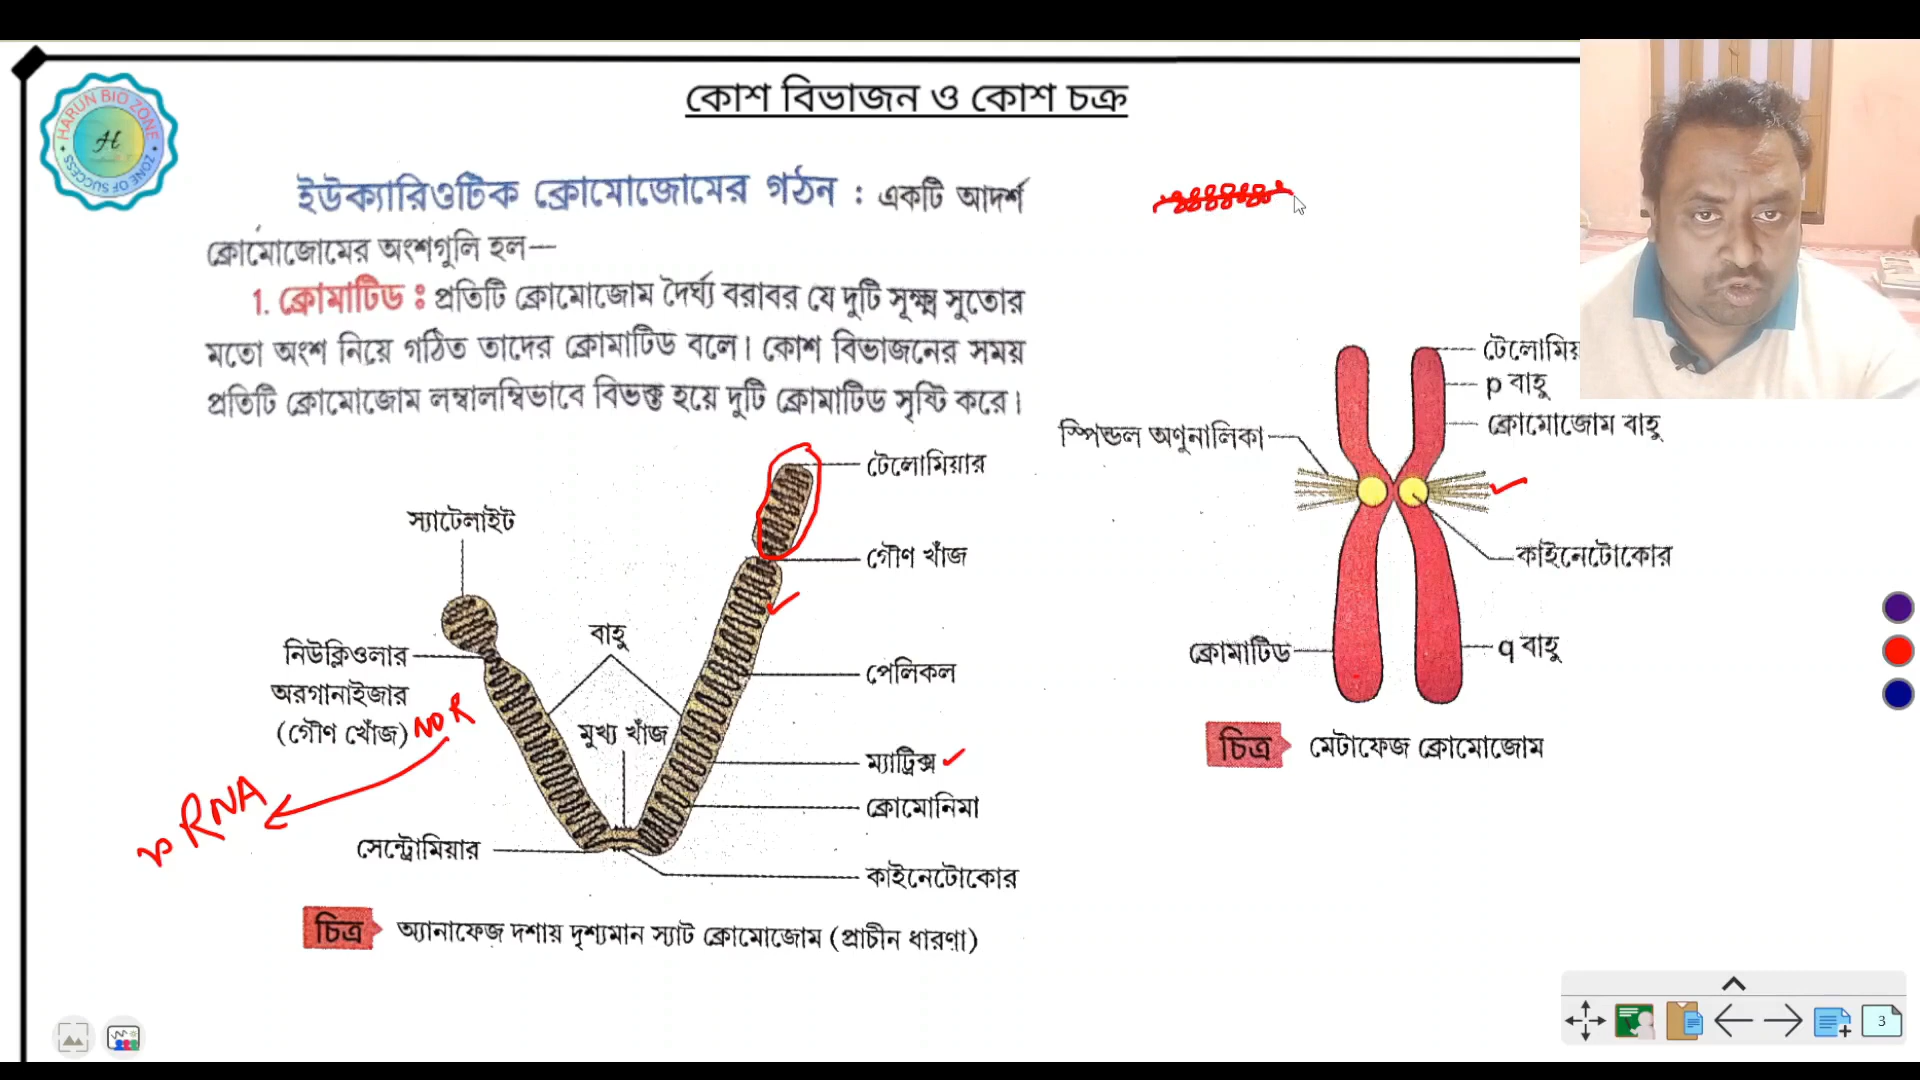 কোশ বিভাজন ও কোশ চক্র
HARUN BIO ZONE
H
ZONE OF SUCCESS
ইউক্যারিওটিক ক্রোমোজোমের গঠন : একটি আদর্শ
ক্রোমোজোমের অংশগুলি হল—
1. ক্রোমাটিড : প্রতিটি ক্রোমোজোম দৈর্ঘ্য বরাবর যে দুটি সূক্ষ্ম সুতোর
মতো অংশ নিয়ে গঠিত তাদের ক্রোমাটিড বলে। কোশ বিভাজনের সময়
প্রতিটি ক্রোমোজোম লম্বালম্বিভাবে বিভক্ত হয়ে দুটি ক্রোমাটিড সৃষ্টি করে।
টেলোমিয়ার
স্যাটেলাইট
গৌণ খাঁজ
বাহু
নিউক্লিওলার
অরগানাইজার
(গৌণ খোঁজ)
NOR
পেলিকল
মুখ্য খাঁজ
ম্যাট্রিক্স
ক্রোমোনিমা
rRNA
সেন্ট্রোমিয়ার
কাইনেটোকোর
চিত্র অ্যানাফেজ দশায় দৃশ্যমান স্যাট ক্রোমোজোম (প্রাচীন ধারণা)
টেলোমিয়
p বাহু
ক্রোমোজোম বাহু
স্পিন্ডল অণুনালিকা
কাইনেটোকোর
ক্রোমাটিড
q বাহু
চিত্র মেটাফেজ ক্রোমোজোম
3